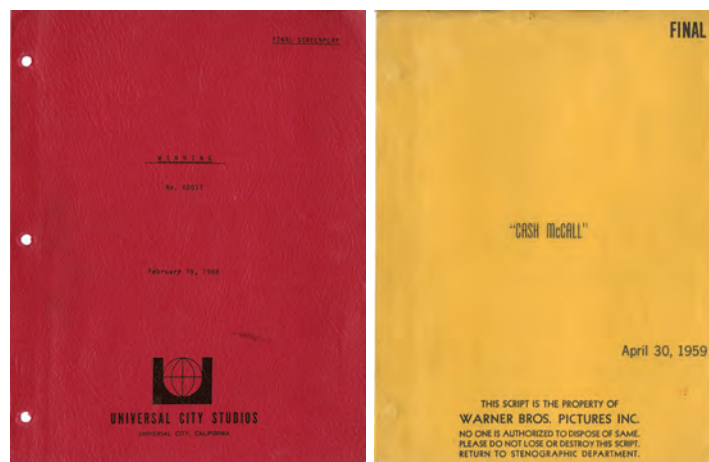 FINAL SCREENPLAY
WINNING
February 19, 1968
UNIVERSAL CITY STUDIOS
UNIVERSAL CITY, CALIFORNIA
FINAL
"CASH McCALL"
April 30, 1959
THIS SCRIPT IS THE PROPERTY OF
WARNER BROS. PICTURES INC.
NO ONE IS AUTHORIZED TO DISPOSE OF SAME.
PLEASE DO NOT LOSE OR DESTROY THIS SCRIPT.
RETURN TO STENOGRAPHIC DEPARTMENT.